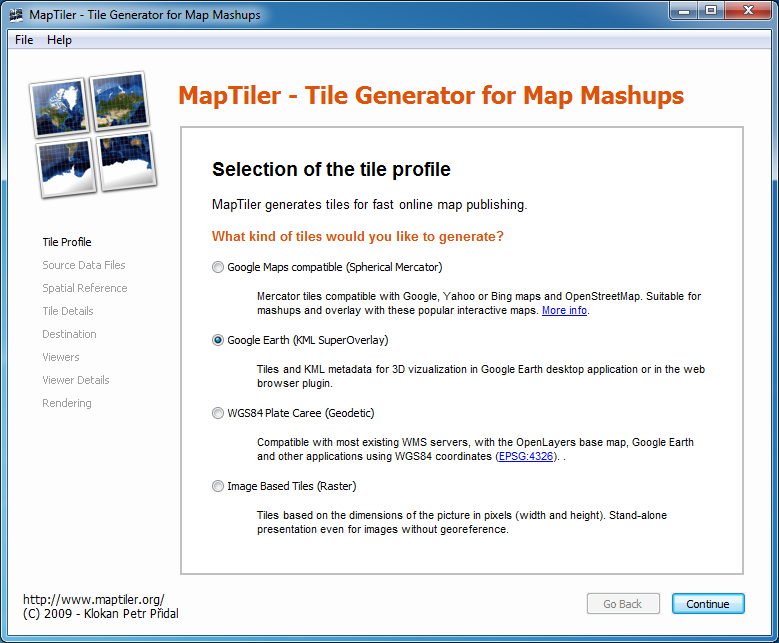 MapTiler - Tile Generator for Map Mashups
File Help
MapTiler - Tile Generator for Map Mashups
Selection of the tile profile
MapTiler generates tiles for fast online map publishing.
What kind of tiles would you like to generate?
Tile Profile
Source Data Files
Spatial Reference
Tile Details
Destination
Viewers
Viewer Details
Rendering
Google Maps compatible (Spherical Mercator)
Mercator tiles compatible with Google, Yahoo or Bing maps and OpenStreetMap. Suitable for
mashups and overlay with these popular interactive maps. More info.
Google Earth (KML SuperOverlay)
Tiles and KML metadata for 3D vizualization in Google Earth desktop application or in the web
browser plugin.
WGS84 Plate Caree (Geodetic)
Compatible with most existing WMS servers, with the OpenLayers base map, Google Earth
and other applications using WGS84 coordinates (EPSG:4326). .
Image Based Tiles (Raster)
Tiles based on the dimensions of the picture in pixels (width and height). Stand-alone
presentation even for images without georeference.
http://www.maptiler.org/
(C) 2009 - Klokan Petr Přidal
Go Back
Continue